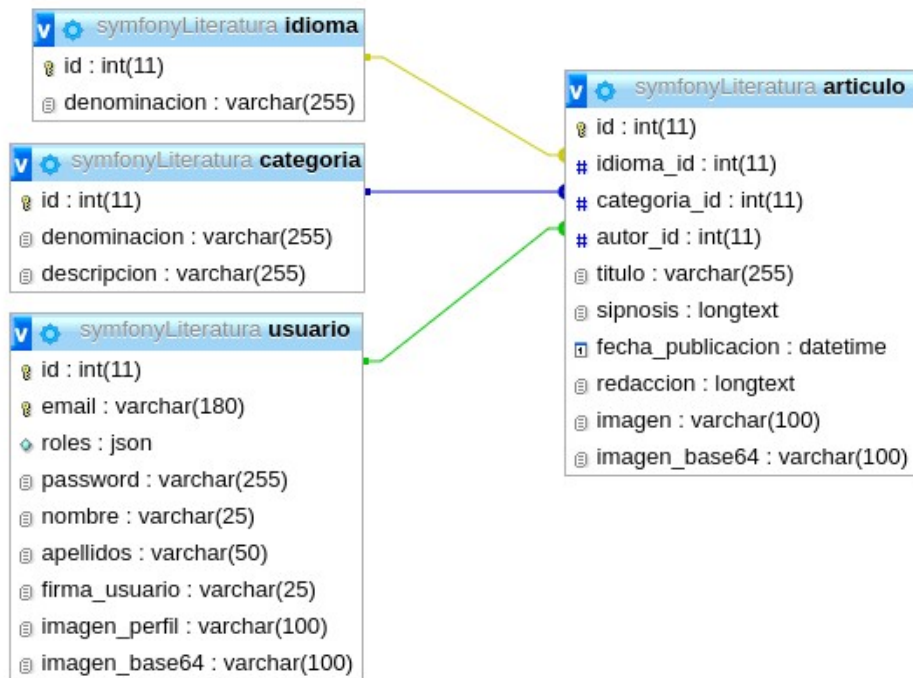 symfonyLiteratura idioma
id : int(11)
denominacion : varchar(255)
symfonyLiteratura categoria
id : int(11)
denominacion : varchar(255)
descripcion : varchar(255)
symfonyLiteratura usuario
id : int(11)
email : varchar(180)
roles : json
password : varchar(255)
nombre : varchar(25)
apellidos : varchar(50)
firma_usuario : varchar(25)
imagen_perfil : varchar(100)
imagen_base64 : varchar(100)
symfonyLiteratura articulo
id : int(11)
# idioma_id : int(11)
# categoria_id : int(11)
# autor_id : int(11)
titulo : varchar(255)
sipnosis : longtext
fecha_publicacion : datetime
redaccion : longtext
imagen : varchar(100)
imagen_base64 : varchar(100)